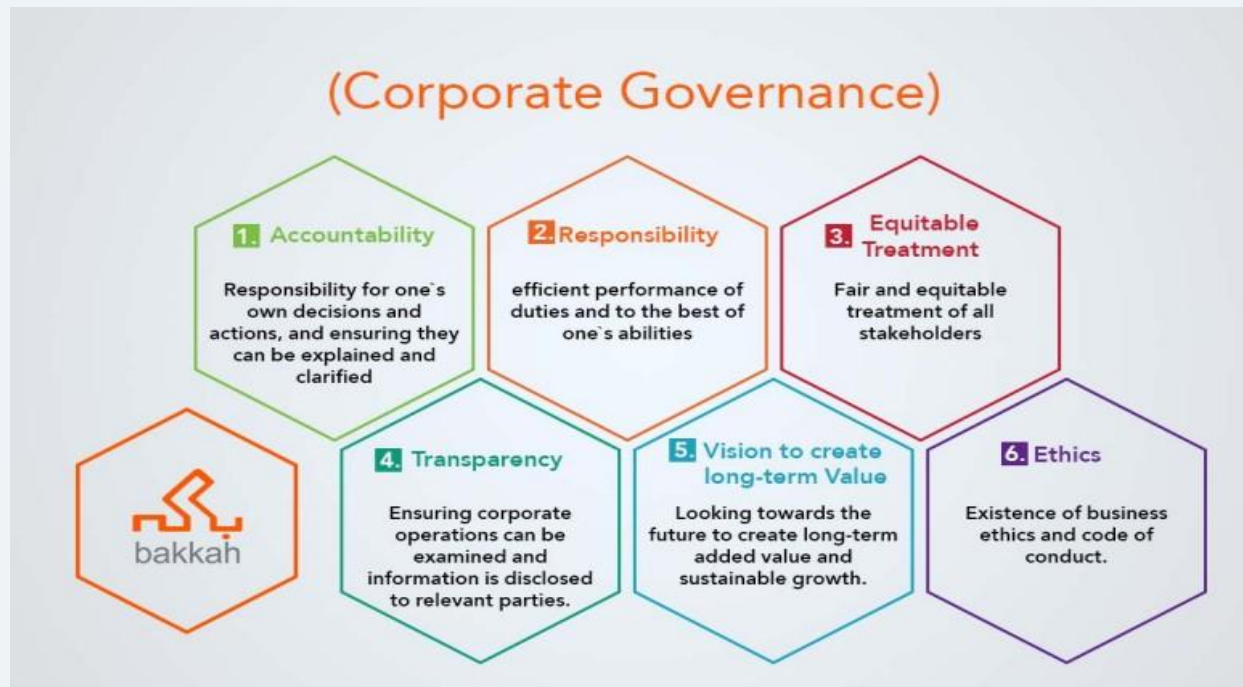 (Corporate Governance)
1. Accountability
Responsibility for one`s
own decisions and
actions, and ensuring they
can be explained and
clarified
2. Responsibility
efficient performance of
duties and to the best of
one`s abilities
3. Equitable
Treatment
Fair and equitable
treatment of all
stakeholders
بكه
bakkah
4. Transparency
Ensuring corporate
operations can be
examined and
information is disclosed
to relevant parties.
5. Vision to create
long-term Value
Looking towards the
future to create long-term
added value and
sustainable growth.
6. Ethics
Existence of business
ethics and code of
conduct.